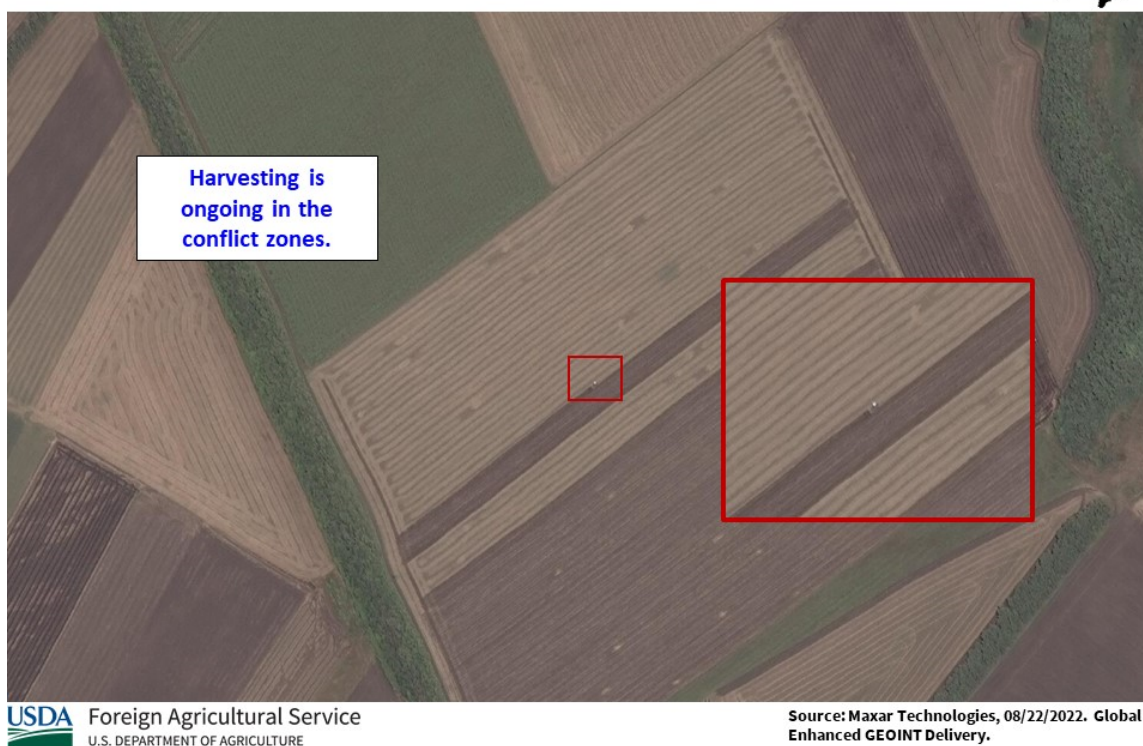 Harvesting is
ongoing in the
conflict zones.
USDA Foreign Agricultural Service
U.S. DEPARTMENT OF AGRICULTURE
Source: Maxar Technologies, 08/22/2022. Global
Enhanced GEOINT Delivery.